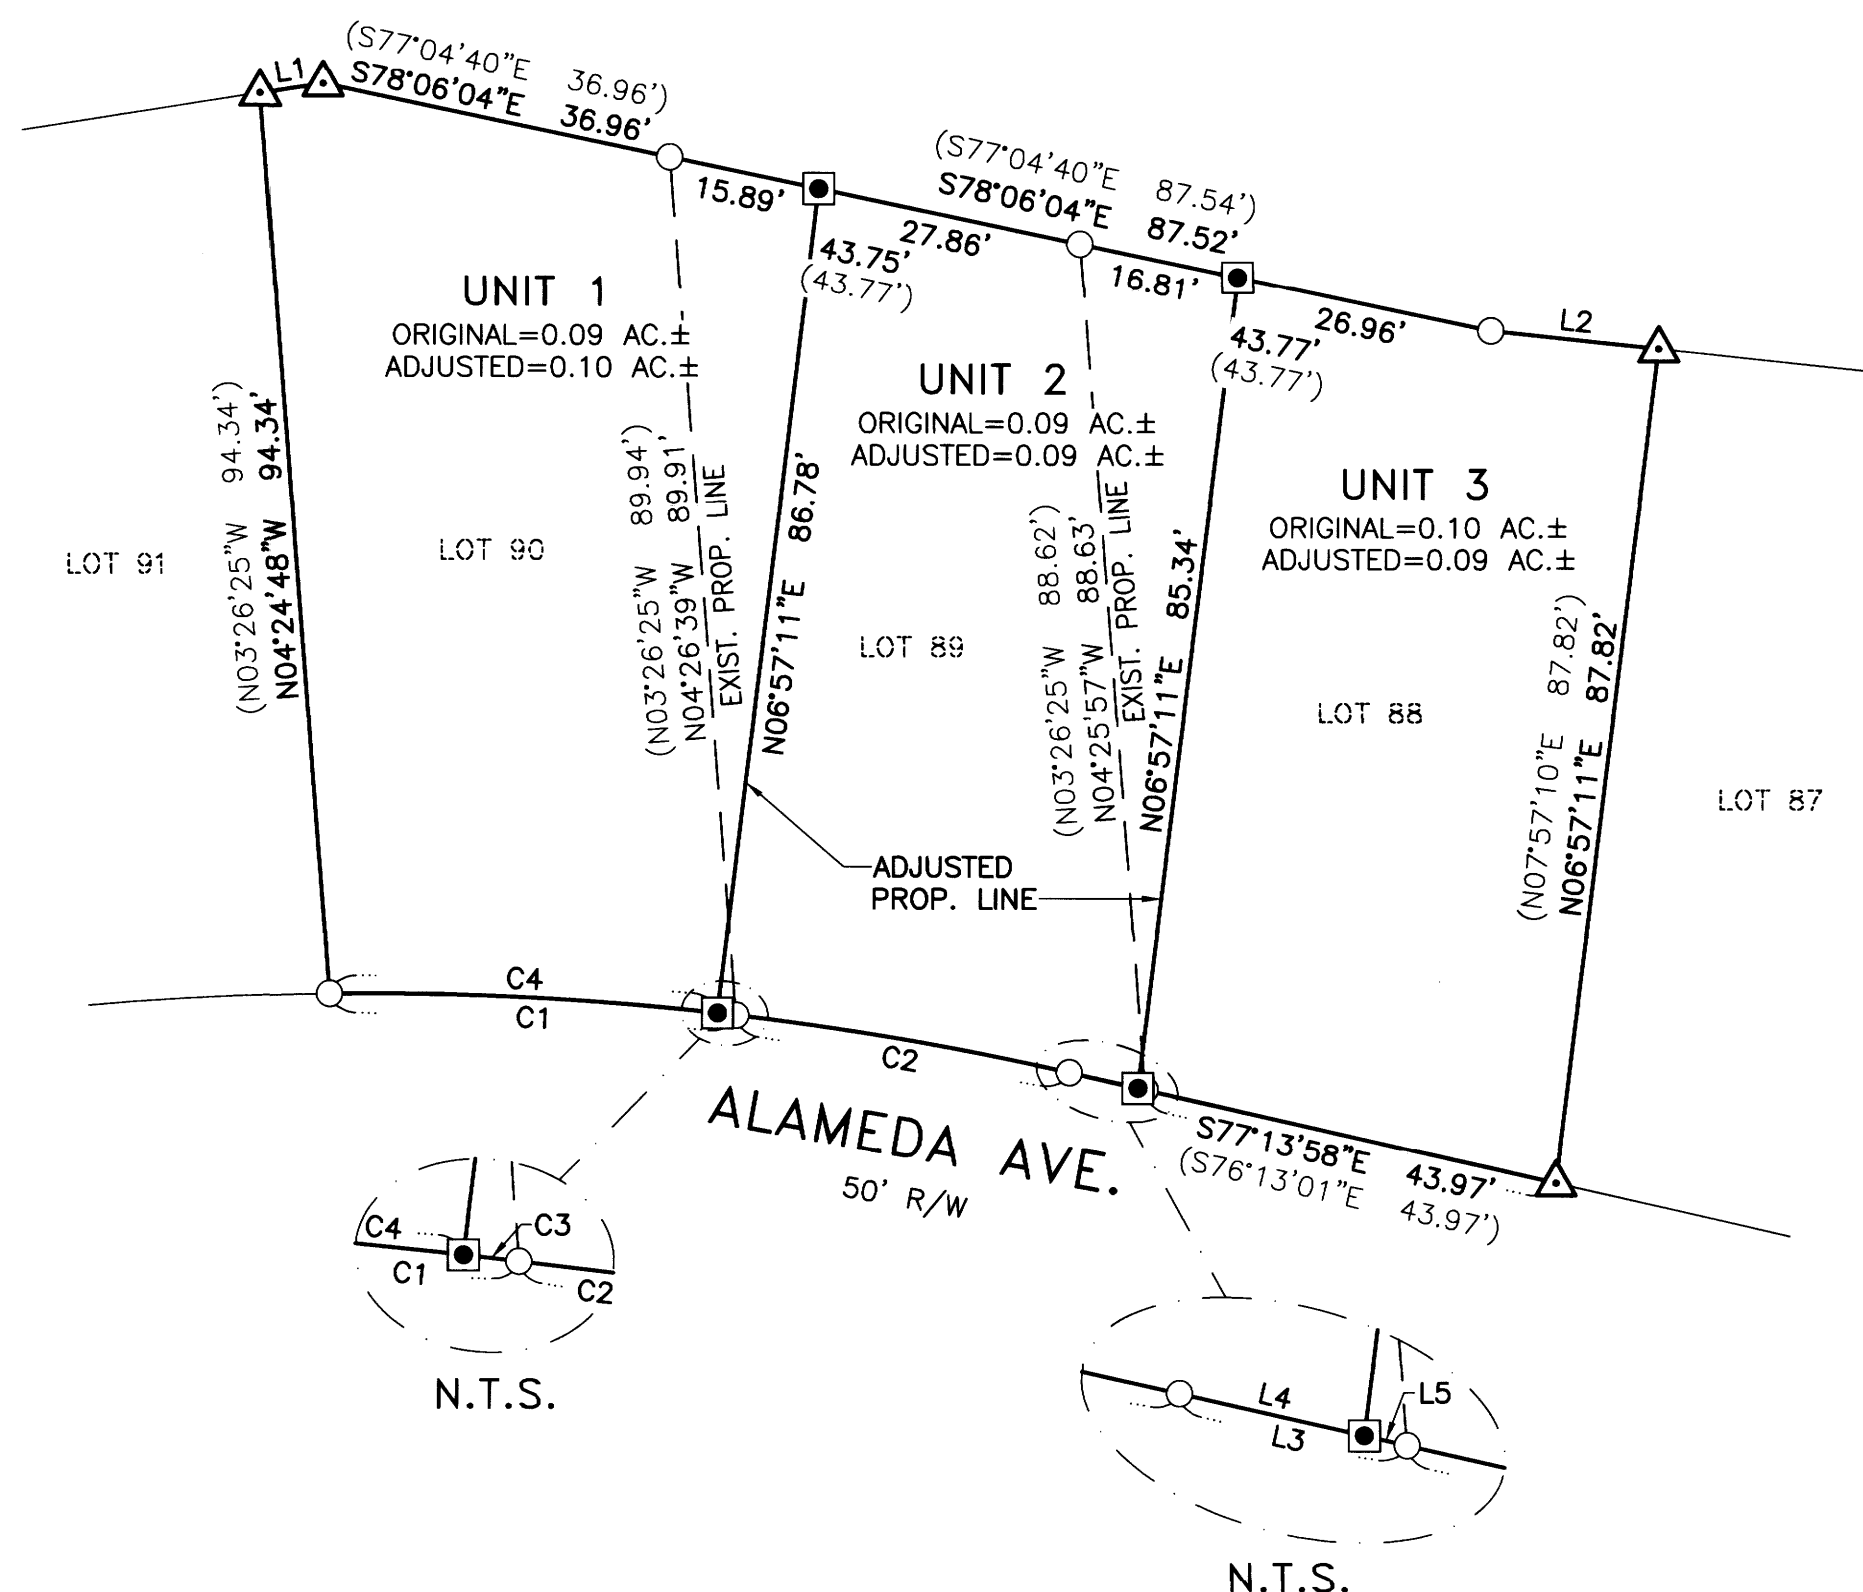 (S77°04'40"E 36.96')
L1
S78°06'04"E 36.96'
15.89'
(S77°04'40"E 87.54')
S78°06'04"E 87.52'
27.86'
16.81'
26.96'
L2
43.75'
(43.77')
43.77'
(43.77')
UNIT 1
ORIGINAL=0.09 AC.±
ADJUSTED=0.10 AC.±
UNIT 2
ORIGINAL=0.09 AC.±
ADJUSTED=0.09 AC.±
UNIT 3
ORIGINAL=0.10 AC.±
ADJUSTED=0.09 AC.±
LOT 91
(N03°26'25"W 94.34')
N04°24'48"W 94.34'
LOT 90
(N03°26'25"W 89.94')
N04°26'39"W 89.91'
EXIST. PROP. LINE
N06°57'11"E 86.78'
LOT 89
(N03°26'25"W 88.62')
N04°25'57"W 88.63'
EXIST. PROP. LINE
N06°57'11"E 85.34'
LOT 88
(N07°57'10"E 87.82')
N06°57'11"E 87.82'
LOT 87
ADJUSTED
PROP. LINE
C4
C1
C2
S77°13'58"E 43.97'
(S76°13'01"E 43.97')
ALAMEDA AVE.
50' R/W
C4
C3
C1
C2
N.T.S.
L4
L5
L3
N.T.S.